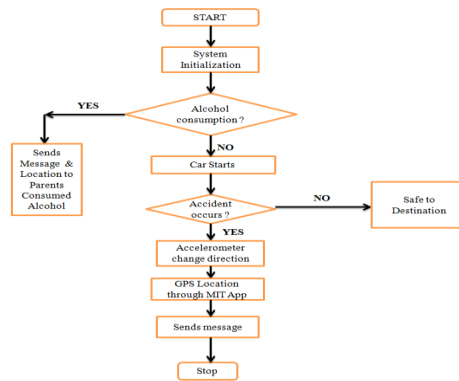 START
System
Initialization
YES
Alcohol
consumption ?
NO
Sends
Message &
Location to
Parents
Consumed
Alcohol
Car Starts
Accident
occurs ?
NO
Safe to
Destination
YES
Accelerometer
change direction
GPS Location
through MIT App
Sends message
Stop